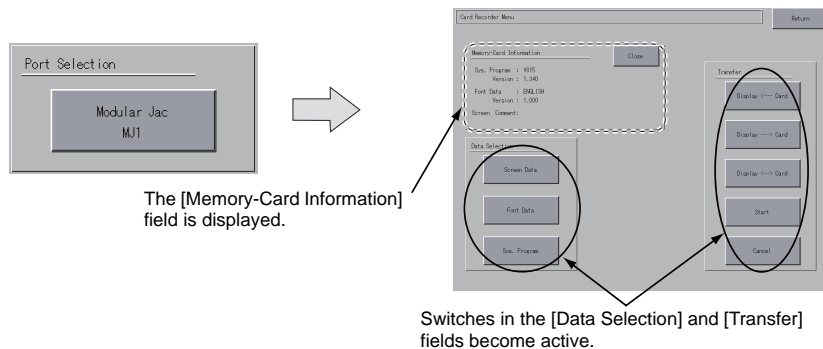 Port Selection
Modular Jac
MJ1
The [Memory-Card Information]
field is displayed.
Card Recorder Menu
Return
Memory-Card Information
Close
Sys. Program : V815
Version : 1.340
Font Data : ENGLISH
Version : 1.000
Screen Comment:
Data Selection
Screen Data
Font Data
Sys. Program
Transfer
Display <--- Card
Display ---> Card
Display <--> Card
Start
Cancel
Switches in the [Data Selection] and [Transfer]
fields become active.